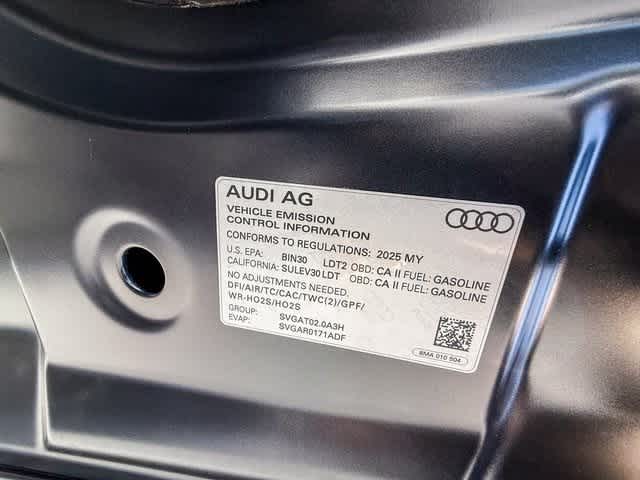 AUDI AG
VEHICLE EMISSION
CONTROL INFORMATION
CONFORMS TO REGULATIONS: 2025 MY
U.S. EPA: BIN30 LDT2 OBD: CA II FUEL: GASOLINE
CALIFORNIA: SULEV30 LDT OBD: CA II FUEL: GASOLINE
NO ADJUSTMENTS NEEDED.
DFI/AIR/TC/CAC/TWC(2)/GPF/
WR-HO2S/HO2S
GROUP: SVGAT02.0A3H
EVAP: SVGAR0171ADF
8MA 010 504